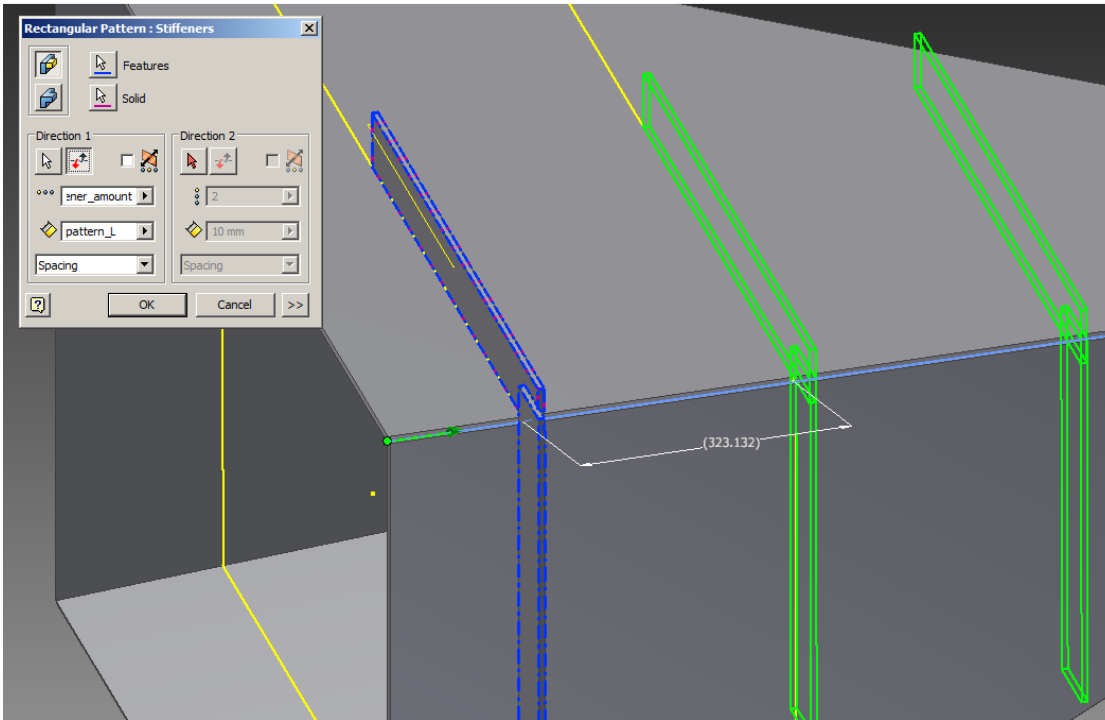 Rectangular Pattern : Stiffeners
Features
Solid
Direction 1
Direction 2
ener_amount
2
pattern_L
10 mm
Spacing
Spacing
OK
Cancel
>>
(323.132)